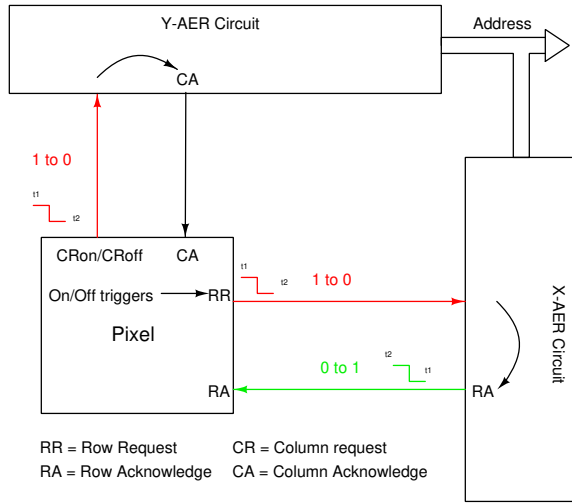 Y-AER Circuit
Address
CA
1 to 0
t1
t2
CRon/CRoff CA
t1
t2
1 to 0
On/Off triggers RR
Pixel
X-AER Circuit
0 to 1
t2
t1
RA
RA
RR = Row Request CR = Column request
RA = Row Acknowledge CA = Column Acknowledge